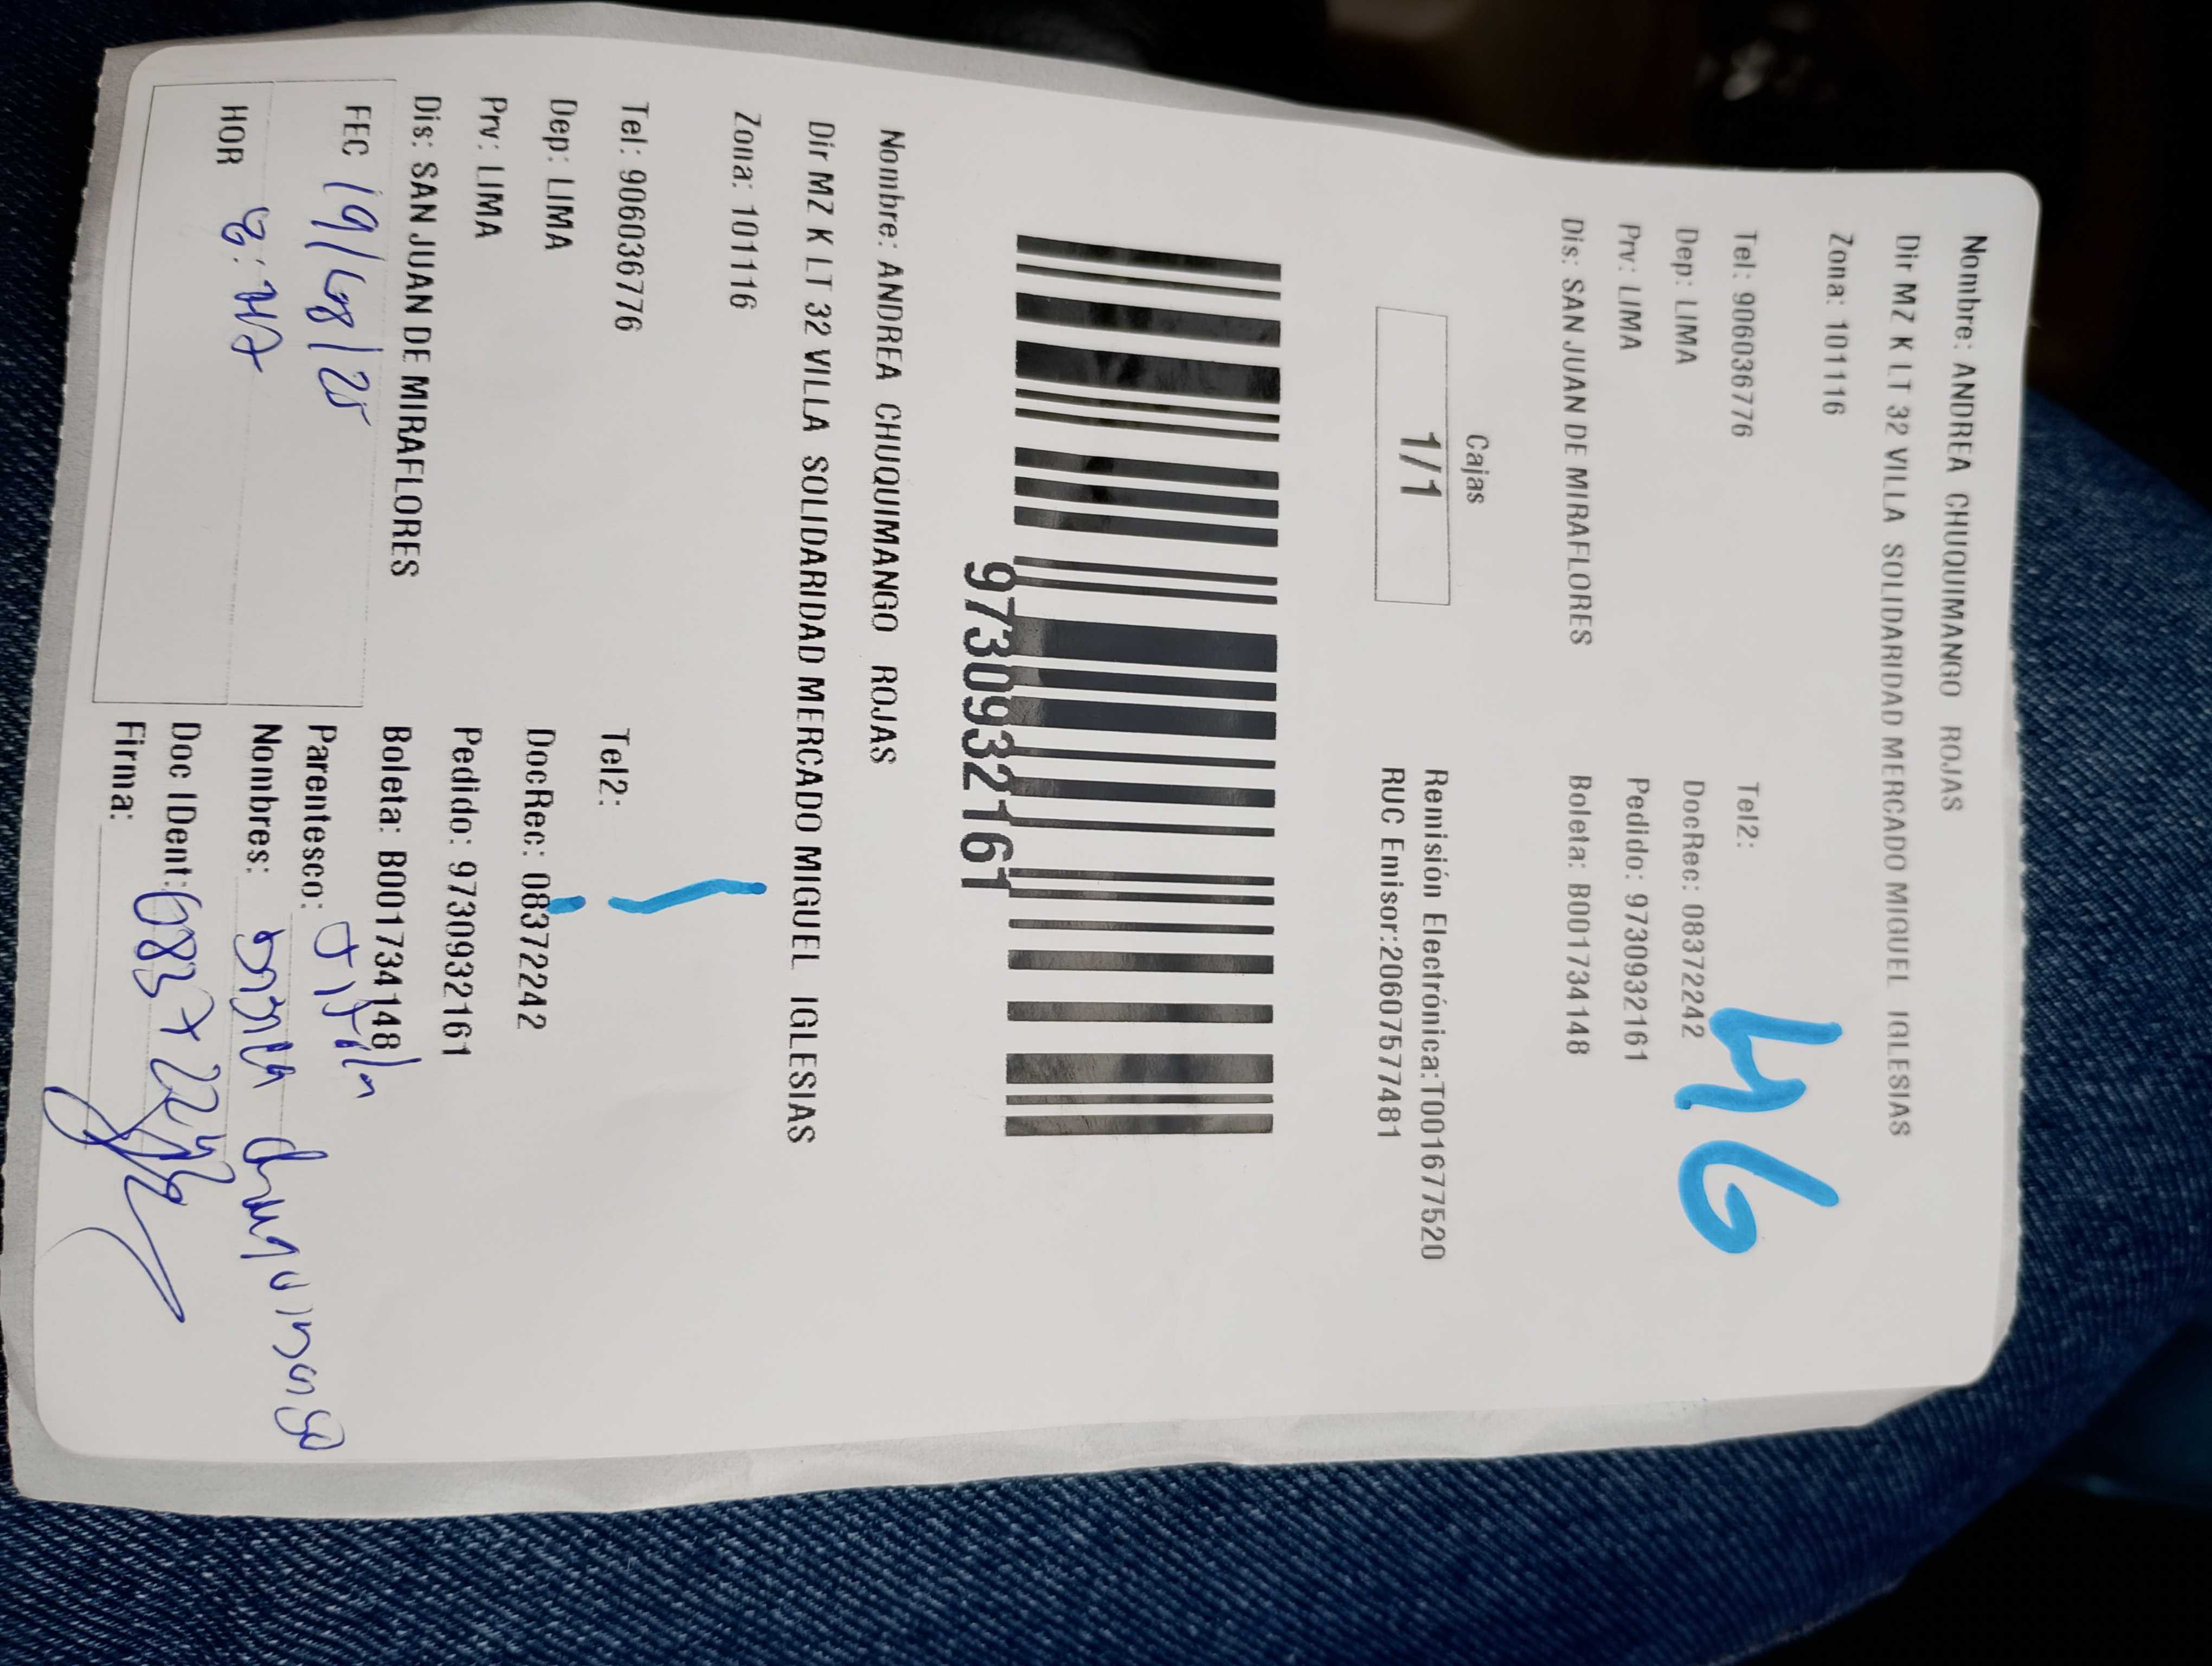 Nombre: ANDREA CHUQUIMANGO ROJAS
Dir MZ K LT 32 VILLA SOLIDARIDAD MERCADO MIGUEL IGLESIAS
Zona: 101116
46
Tel: 906036776 Tel2:
Dep: LIMA DocRec: 08372242
Prv: LIMA Pedido: 9730932161
Dis: SAN JUAN DE MIRAFLORES Boleta: B001734148
Cajas
1/1
Remisión Electrónica:T001677520
RUC Emisor:20607577481
9730932161
Nombre: ANDREA CHUQUIMANGO ROJAS
Dir MZ K LT 32 VILLA SOLIDARIDAD MERCADO MIGUEL IGLESIAS
Zona: 101116
Tel: 906036776 Tel2:
Dep: LIMA DocRec: 08372242
Prv: LIMA Pedido: 9730932161
Dis: SAN JUAN DE MIRAFLORES Boleta: B001734148
FEC 19/08/25 Parentesco: Titila
HOR 8:47 Nombres:
Doc IDent: 08372242
Firma: